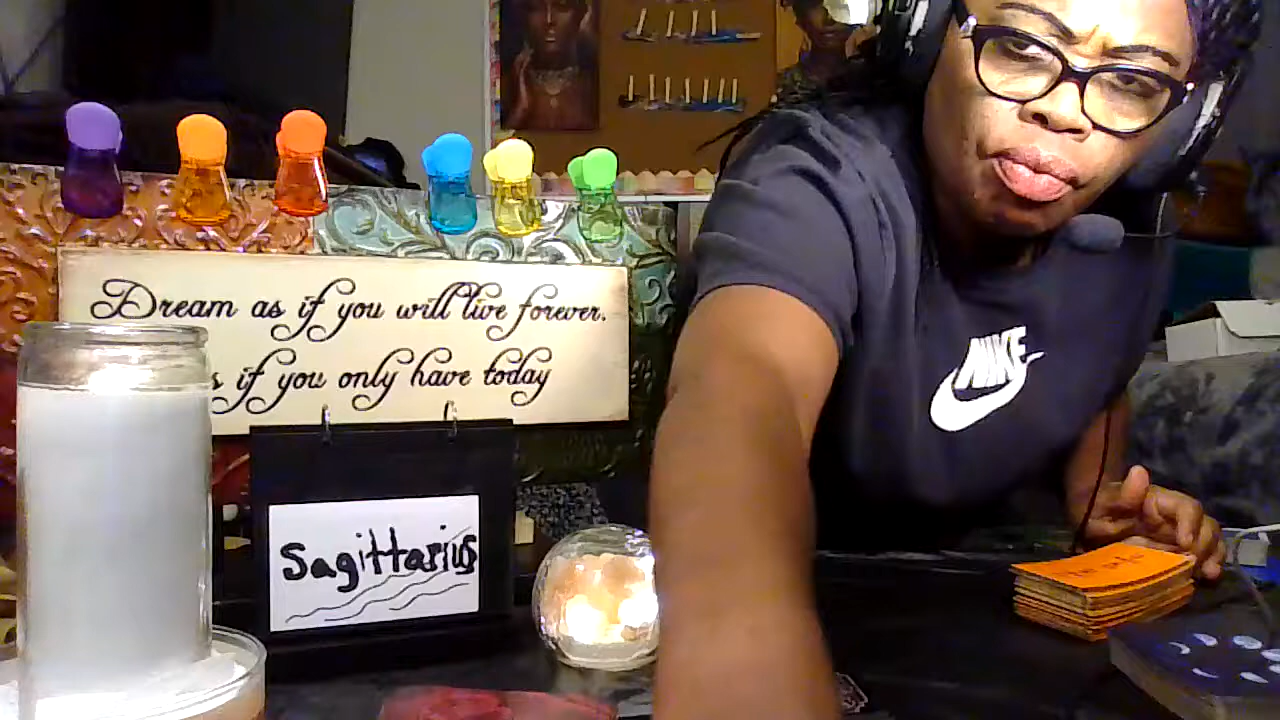 Dream as if you will live forever.
s if you only have today
Sagittarius
NIKE